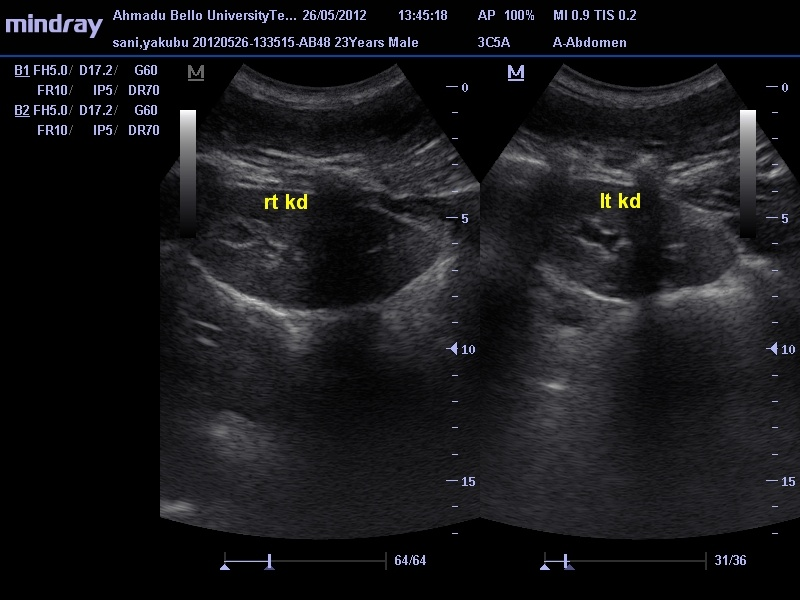 mindray
Ahmadu Bello UniversityTe... 26/05/2012 13:45:18 AP 100% MI 0.9 TIS 0.2
sani,yakubu 20120526-133515-AB48 23Years Male 3C5A A-Abdomen
B1 FH5.0/ D17.2/ G60
FR10/ IP5/ DR70
B2 FH5.0/ D17.2/ G60
FR10/ IP5/ DR70
M
M
0
0
rt kd
lt kd
5
5
10
10
15
15
64/64
31/36